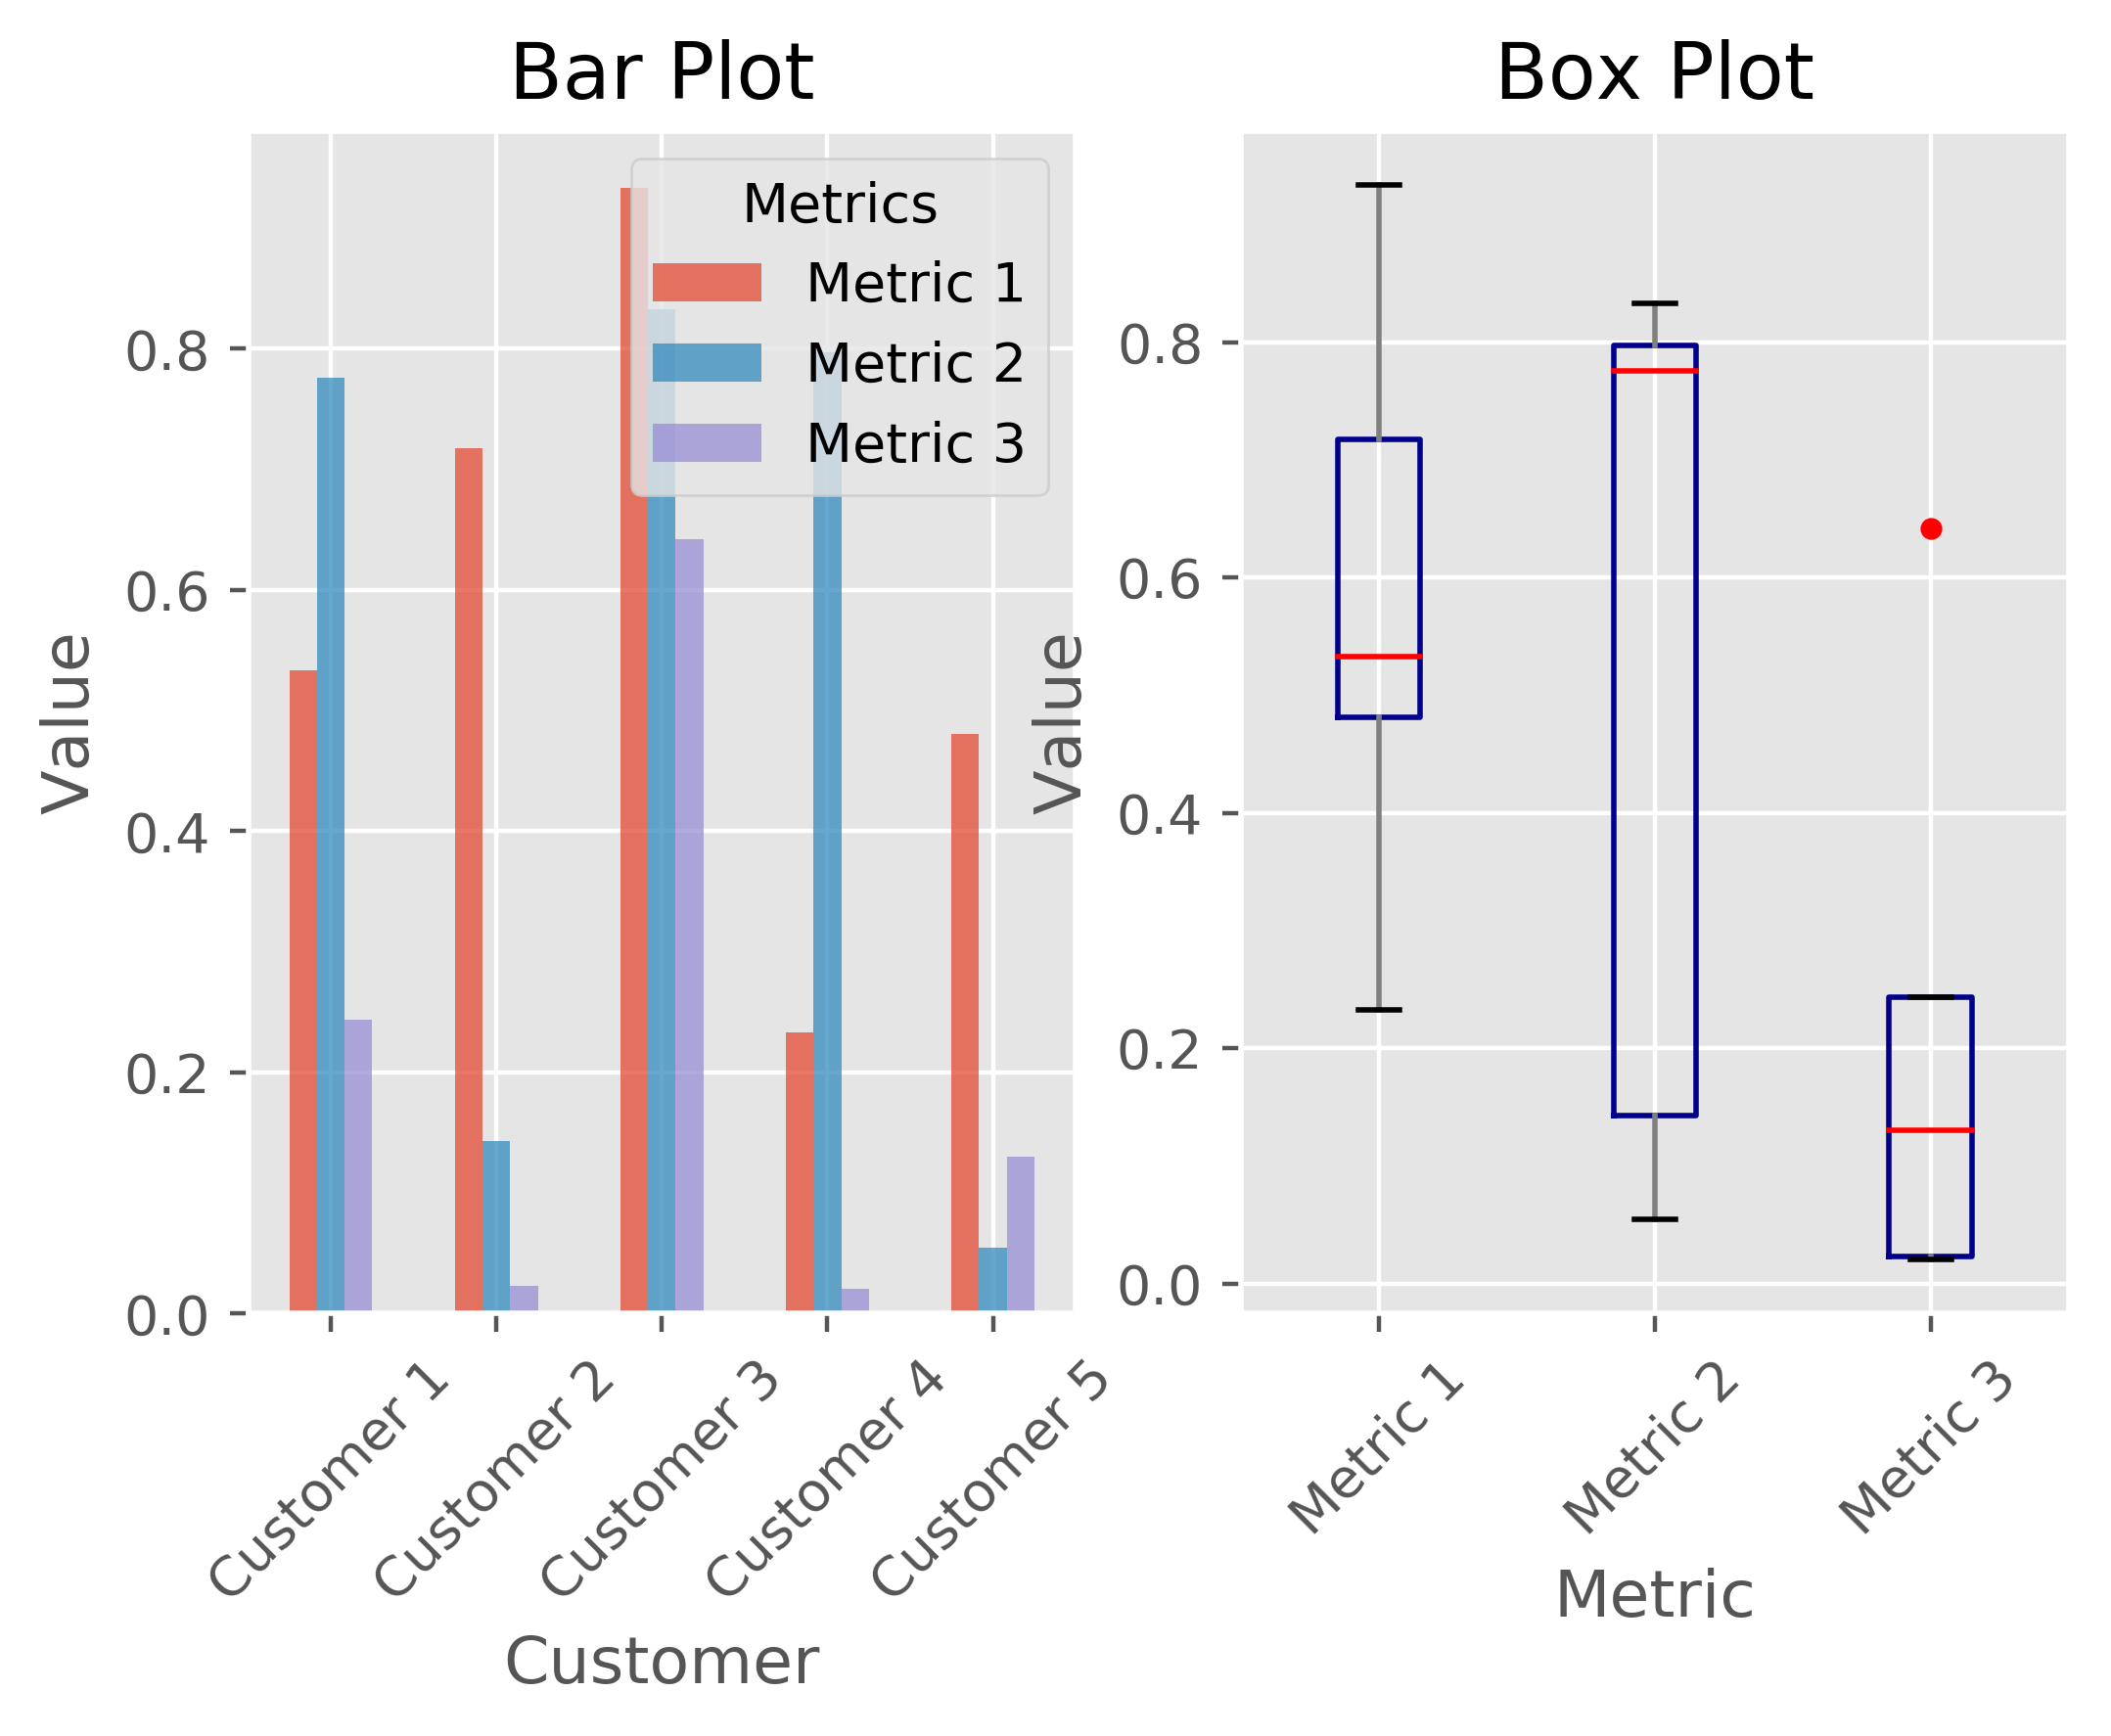 Bar Plot
Metrics
Metric 1
Metric 2
Metric 3
Value
0.8
0.6
0.4
0.2
0.0
Customer 1
Customer 2
Customer 3
Customer 4
Customer 5
Customer
Box Plot
Value
0.8
0.6
0.4
0.2
0.0
Metric 1
Metric 2
Metric 3
Metric